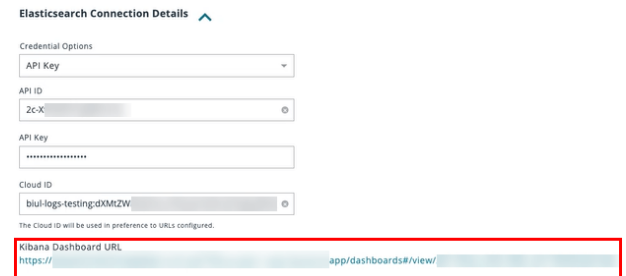 Elasticsearch Connection Details
Credential Options
API Key
API ID
2c-X
API Key
••••••••••••••••••
Cloud ID
biul-logs-testing:dXMtZW
The Cloud ID will be used in preference to URLs configured.
Kibana Dashboard URL
https:// app/dashboards#/view/